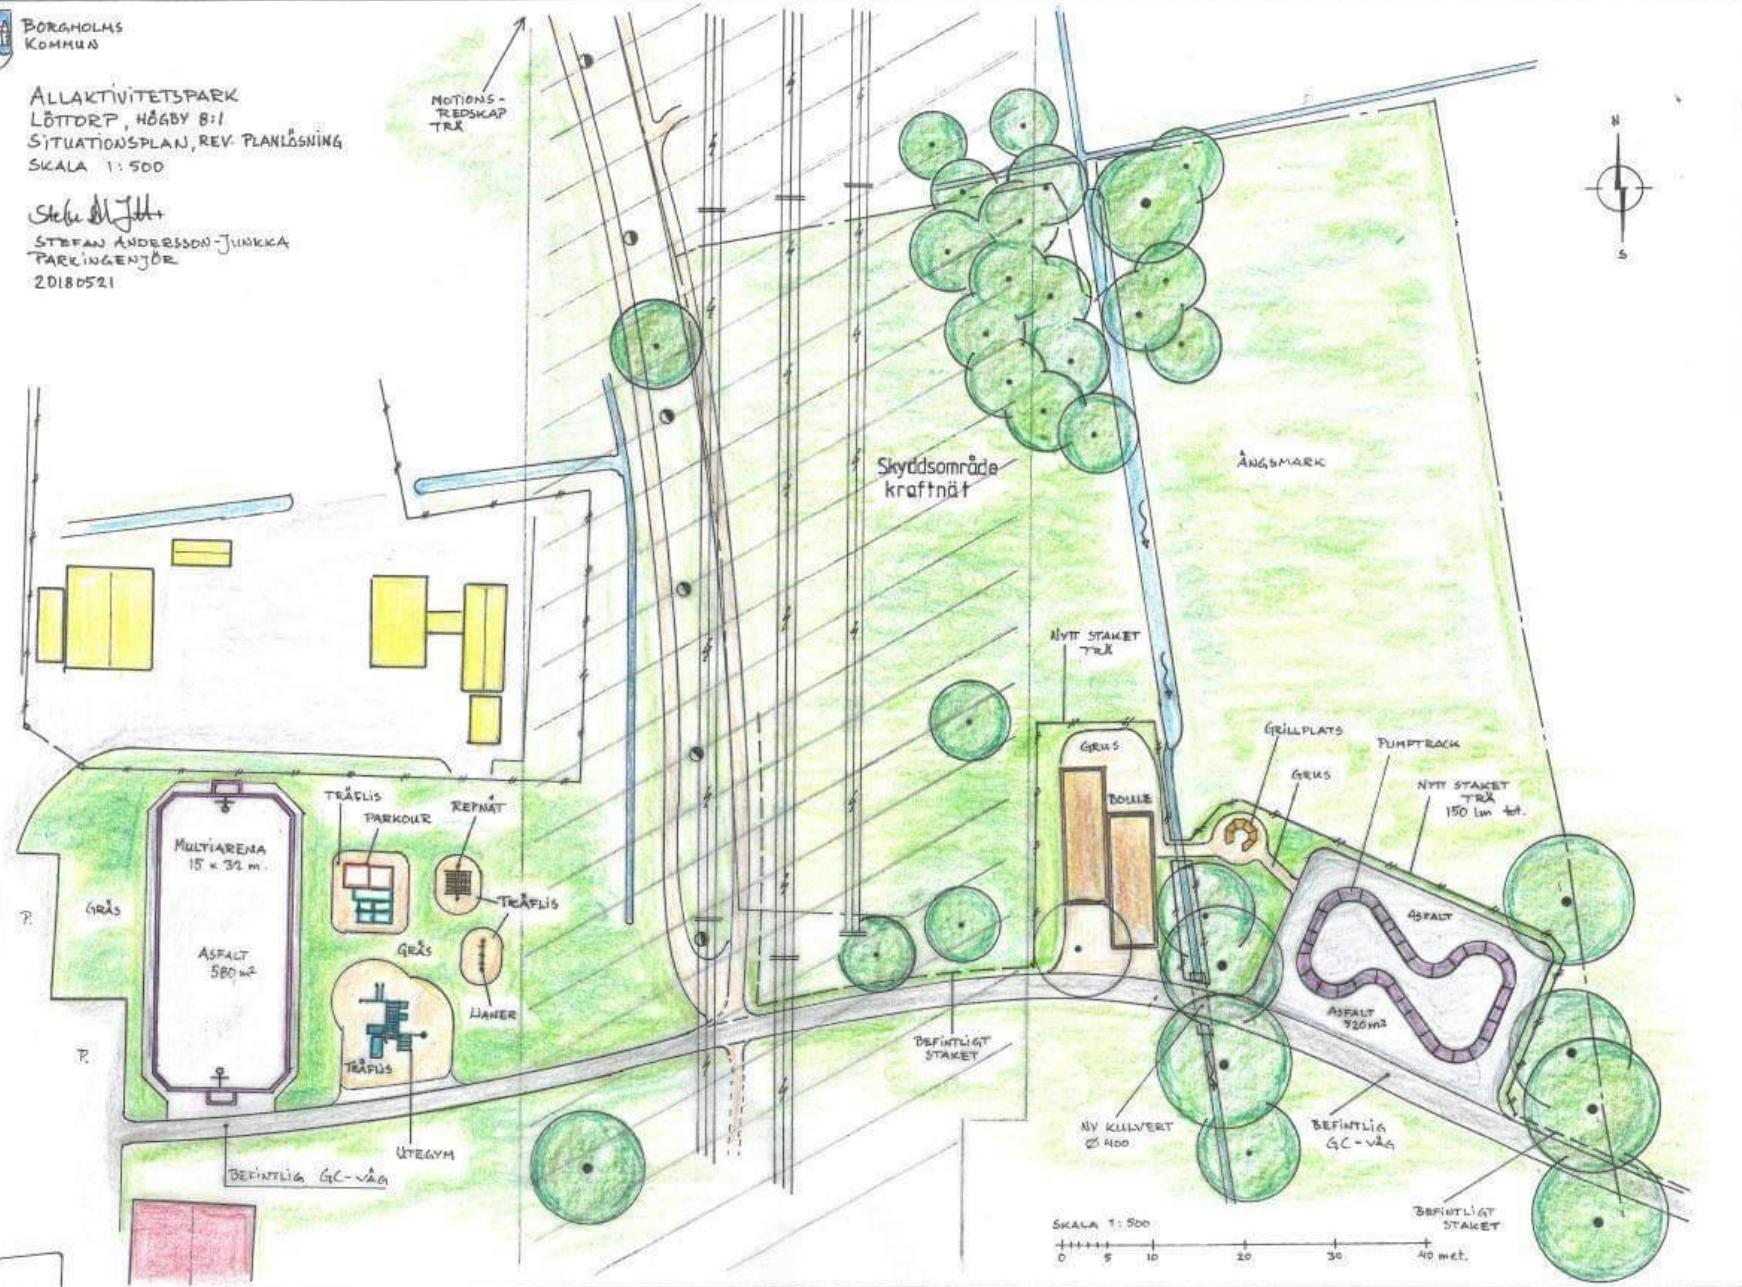 BORGHOLMS
KOMMUN
ALLAKTIVITETSPARK
LÖTTORP, HÖGBY 8:1
SITUATIONSPLAN, REV. PLANLÖSNING
SKALA 1:500
STEFAN ANDERSSON-JUNKKA
PARKINGENJÖR
20180521
MOTIONS-
REDSKAP
TRÄ
N
S
Skyddsområde
kraftnät
ÄNGSMARK
NYTT STAKET
TRÄ
GRUS
BOULE
GRILLPLATS
PUMPTRACK
GRUS
NYTT STAKET
TRÄ
150 lm tot.
TRÄFLIS
PARKOUR
REPNÄT
MULTIARENA
15 x 32 m.
TRÄFLIS
GRÄS
P.
ASFALT
GRÄS
ASFALT
580 m²
LIANER
ASFALT
520 m²
P.
TRÄFLIS
BEFINTLIGT
STAKET
NY KULVERT
Ø 400
BEFINTLIG
GC-VÄG
UTEGYM
BEFINTLIG GC-VÄG
BEFINTLIGT
STAKET
SKALA 1:500
0 5 10 20 30 40 met.